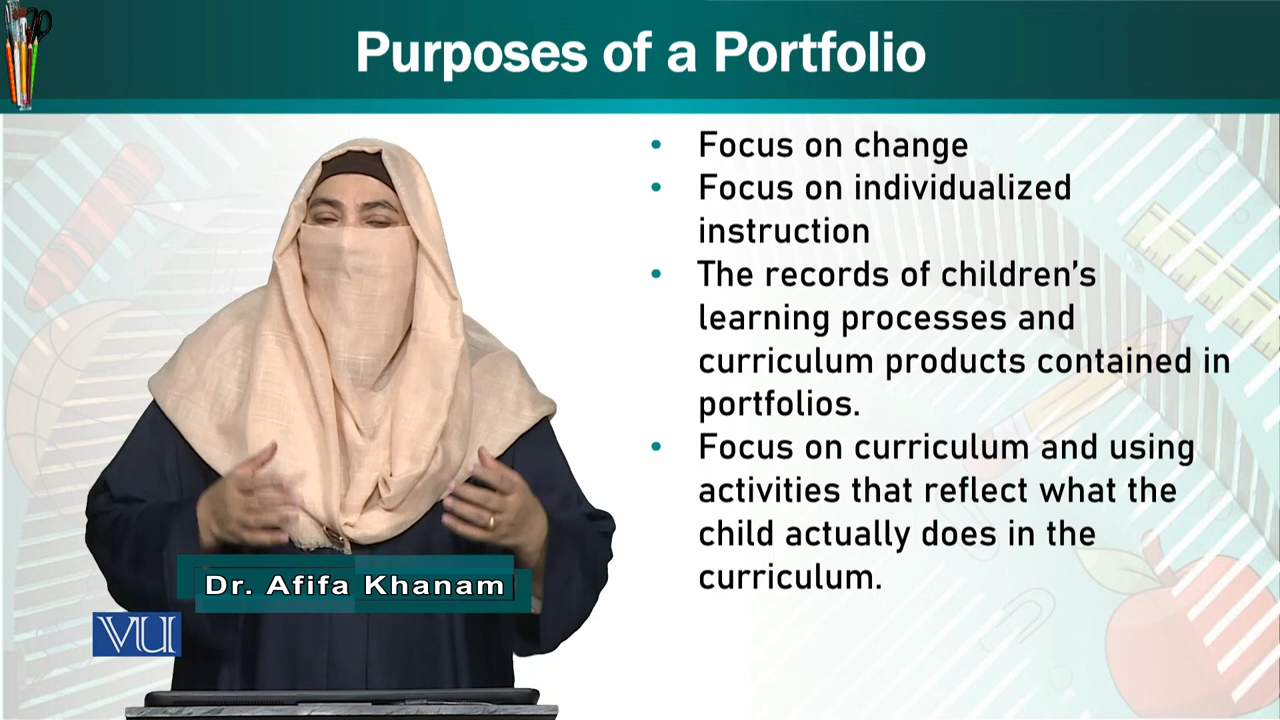 Purposes of a Portfolio
• Focus on change
• Focus on individualized
instruction
• The records of children's
learning processes and
curriculum products contained in
portfolios.
• Focus on curriculum and using
activities that reflect what the
child actually does in the
curriculum.
Dr. Afifa Khanam
VU